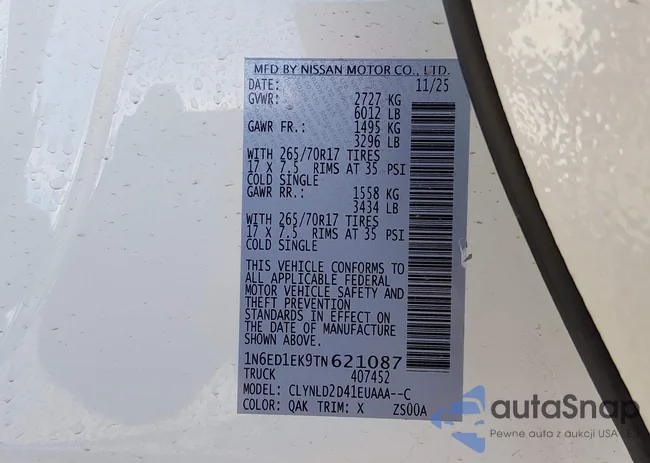 MFD BY NISSAN MOTOR CO., LTD.
DATE: 11/25
GVWR: 2727 KG
6012 LB
GAWR FR.: 1495 KG
3296 LB
WITH 265/70R17 TIRES
17 X 7.5 RIMS AT 35 PSI
COLD SINGLE
GAWR RR.: 1558 KG
3434 LB
WITH 265/70R17 TIRES
17 X 7.5 RIMS AT 35 PSI
COLD SINGLE
THIS VEHICLE CONFORMS TO
ALL APPLICABLE FEDERAL
MOTOR VEHICLE SAFETY AND
THEFT PREVENTION
STANDARDS IN EFFECT ON
THE DATE OF MANUFACTURE
SHOWN ABOVE.
1N6ED1EK9TN621087
TRUCK 407452
MODEL: CLYNLD2D41EUAAA--C
COLOR: QAK TRIM: X ZS00A
autaSnap
Pewne auta z aukcji USA